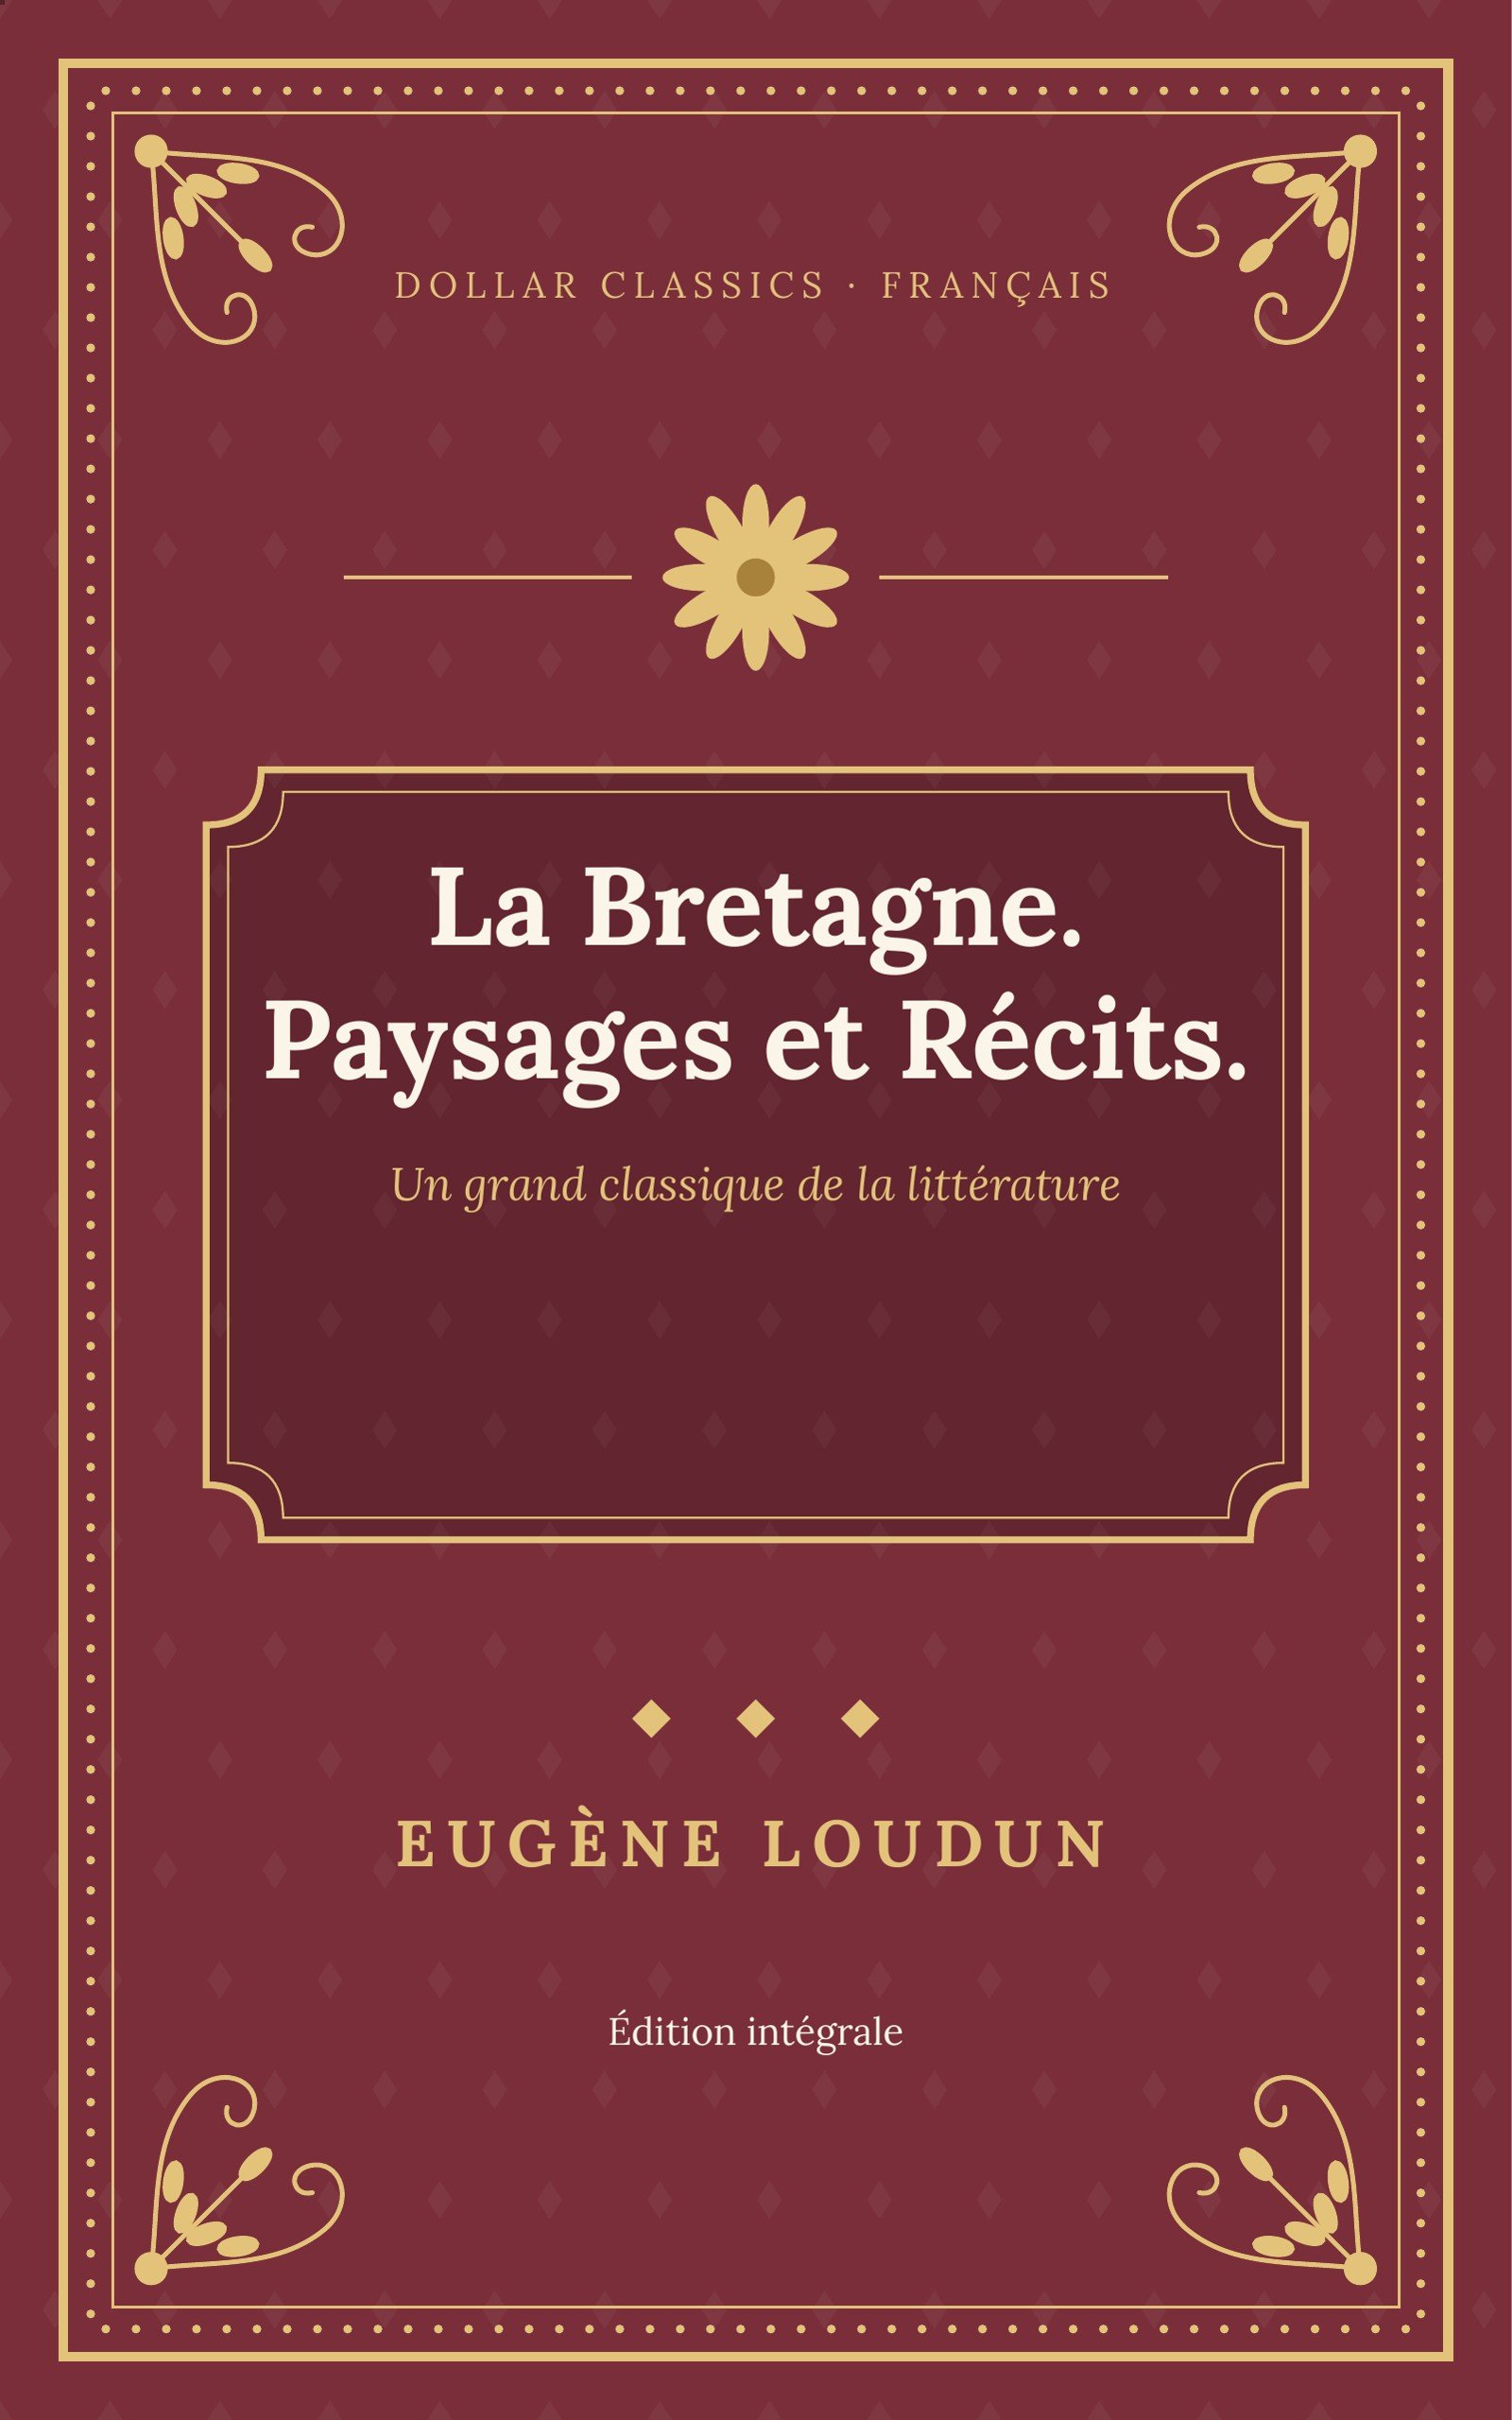 DOLLAR CLASSICS · FRANÇAIS
La Bretagne.
Paysages et Récits.
Un grand classique de la littérature
EUGÈNE LOUDUN
Édition intégrale